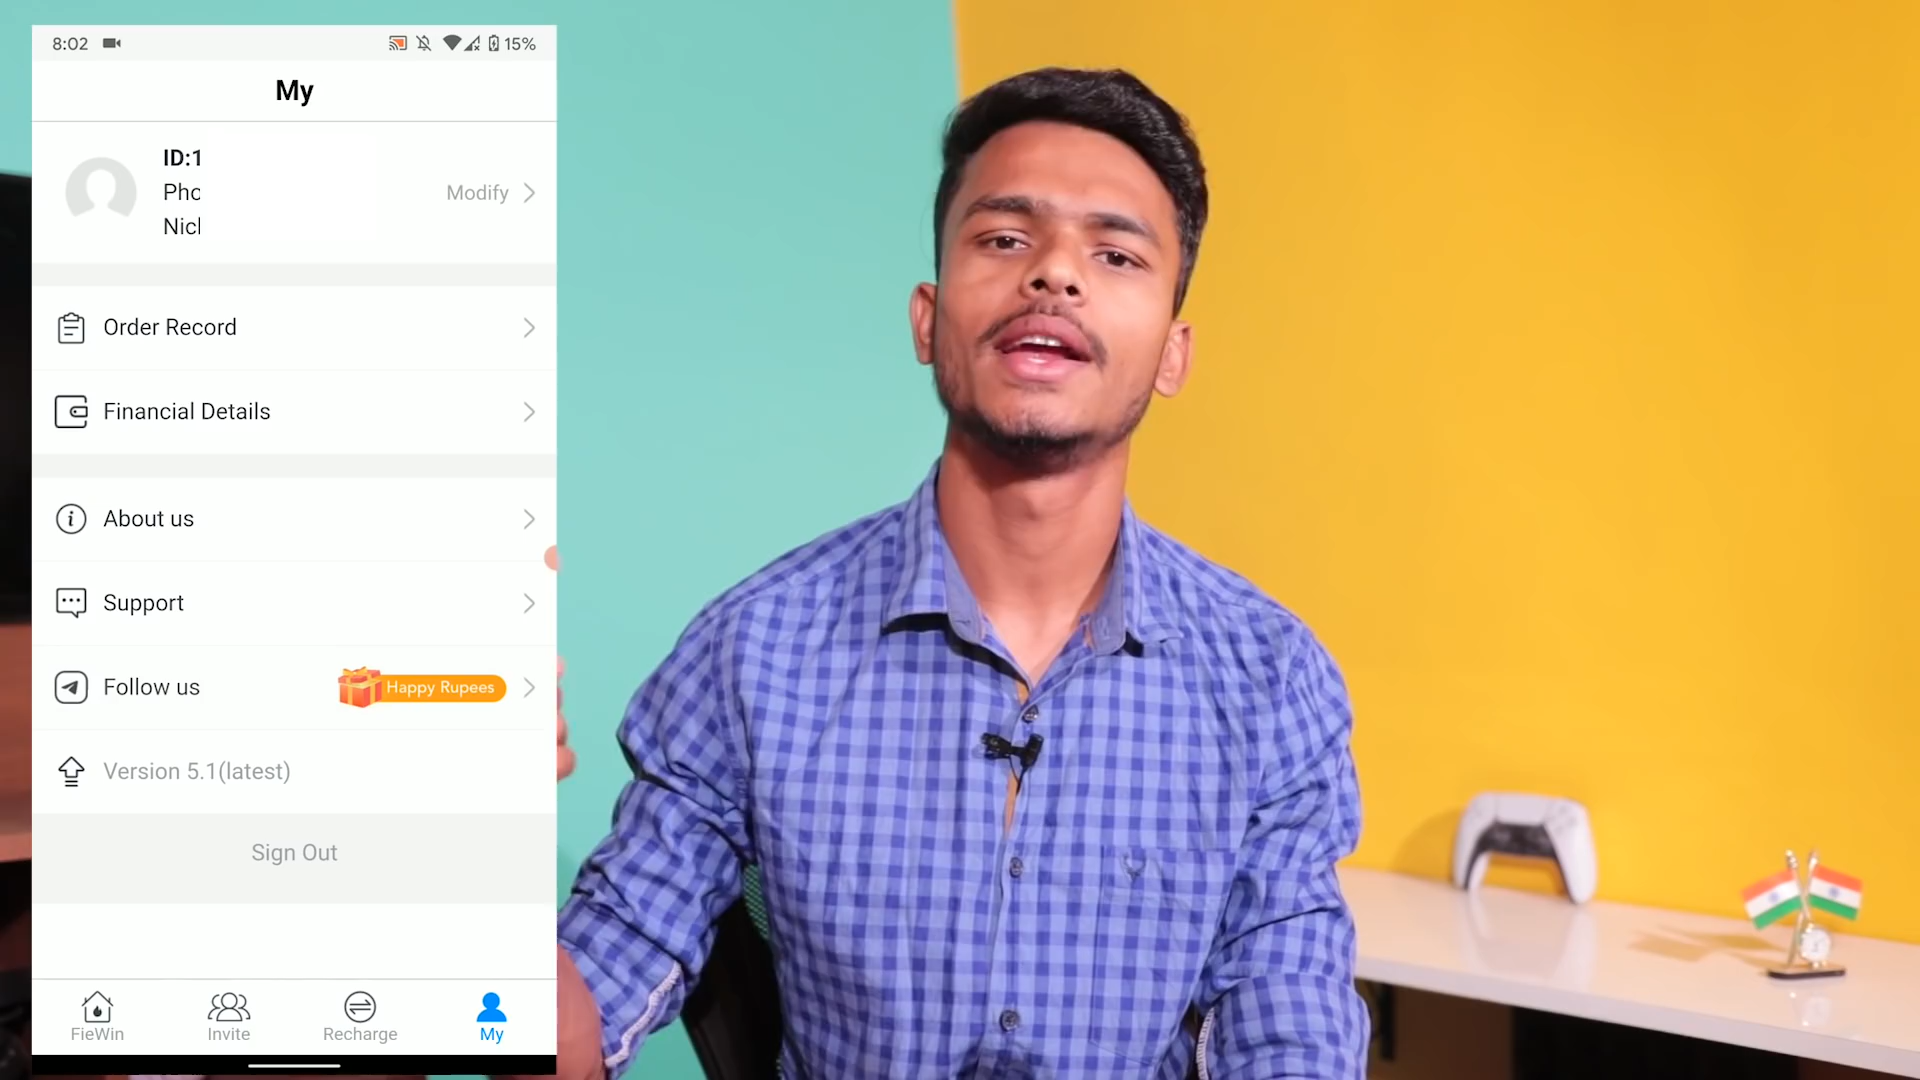 8:02
15%
My
ID:1
Pho
Modify
Nicl
Order Record
Financial Details
About us
Support
Follow us
Happy Rupees
Version 5.1(latest)
Sign Out
FieWin
Invite
Recharge
My